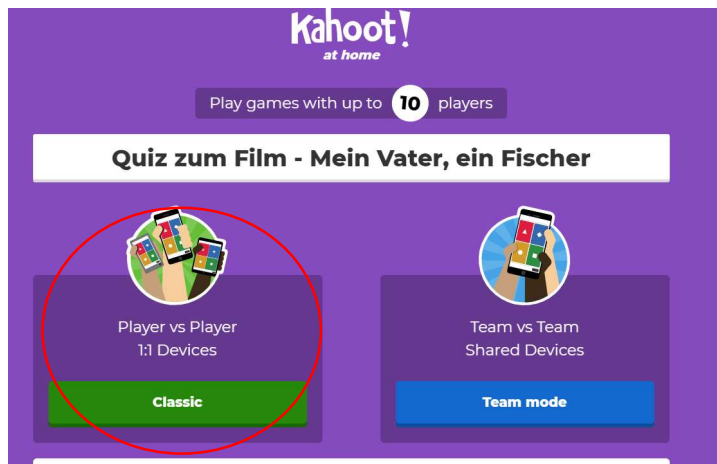 Kahoot!
at home
Play games with up to 10 players
Quiz zum Film - Mein Vater, ein Fischer
Player vs Player
1:1 Devices
Classic
Team vs Team
Shared Devices
Team mode